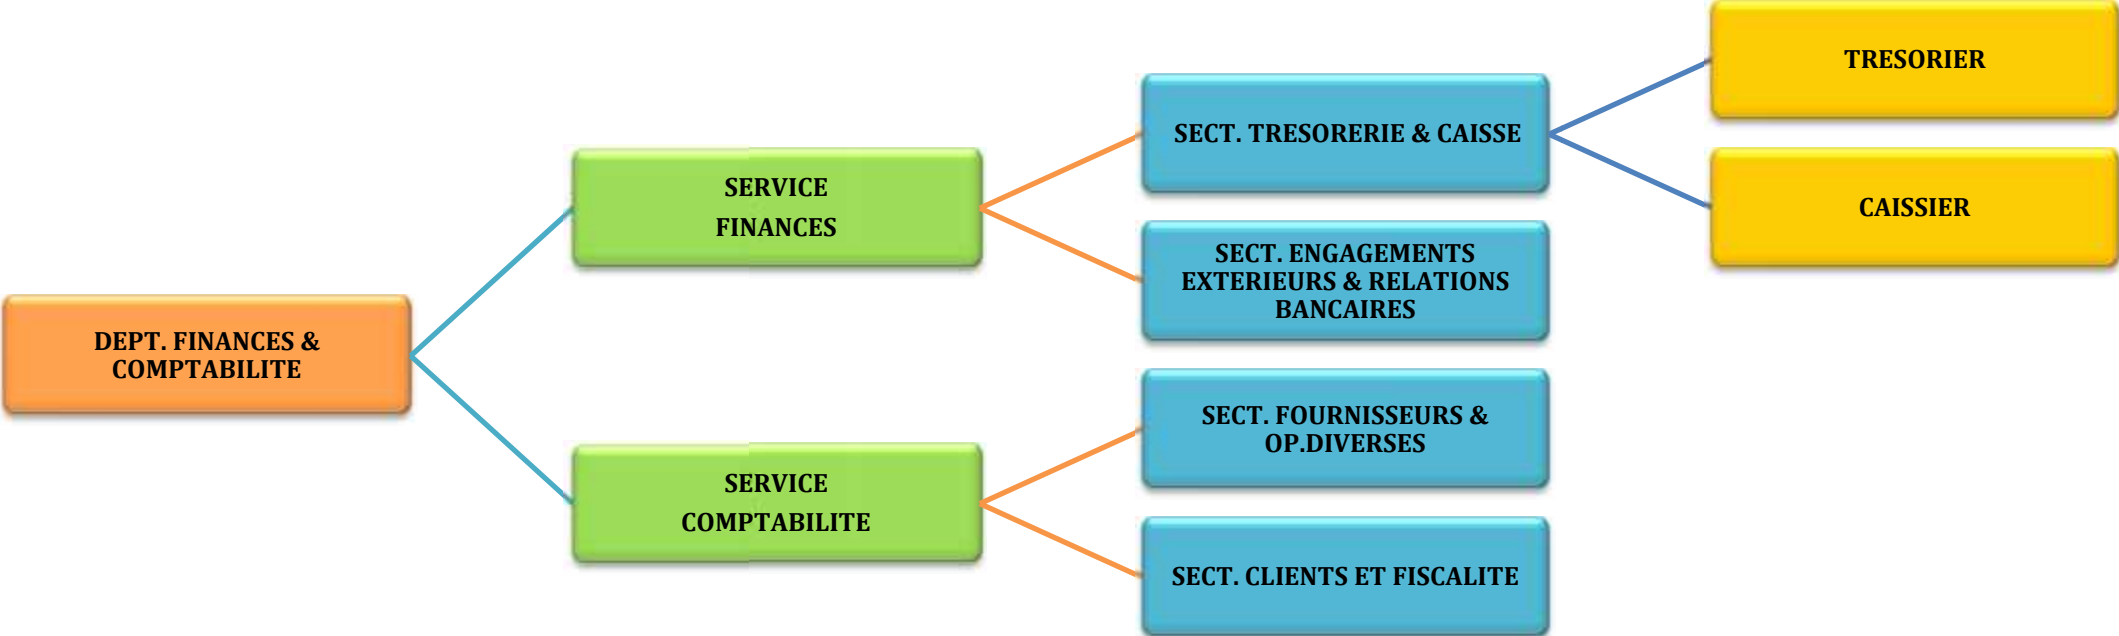 DEPT. FINANCES &
COMPTABILITE
SERVICE
FINANCES
SERVICE
COMPTABILITE
SECT. TRESORERIE & CAISSE
SECT. ENGAGEMENTS
EXTERIEURS & RELATIONS
BANCAIRES
SECT. FOURNISSEURS &
OP.DIVERSES
SECT. CLIENTS ET FISCALITE
TRESORIER
CAISSIER